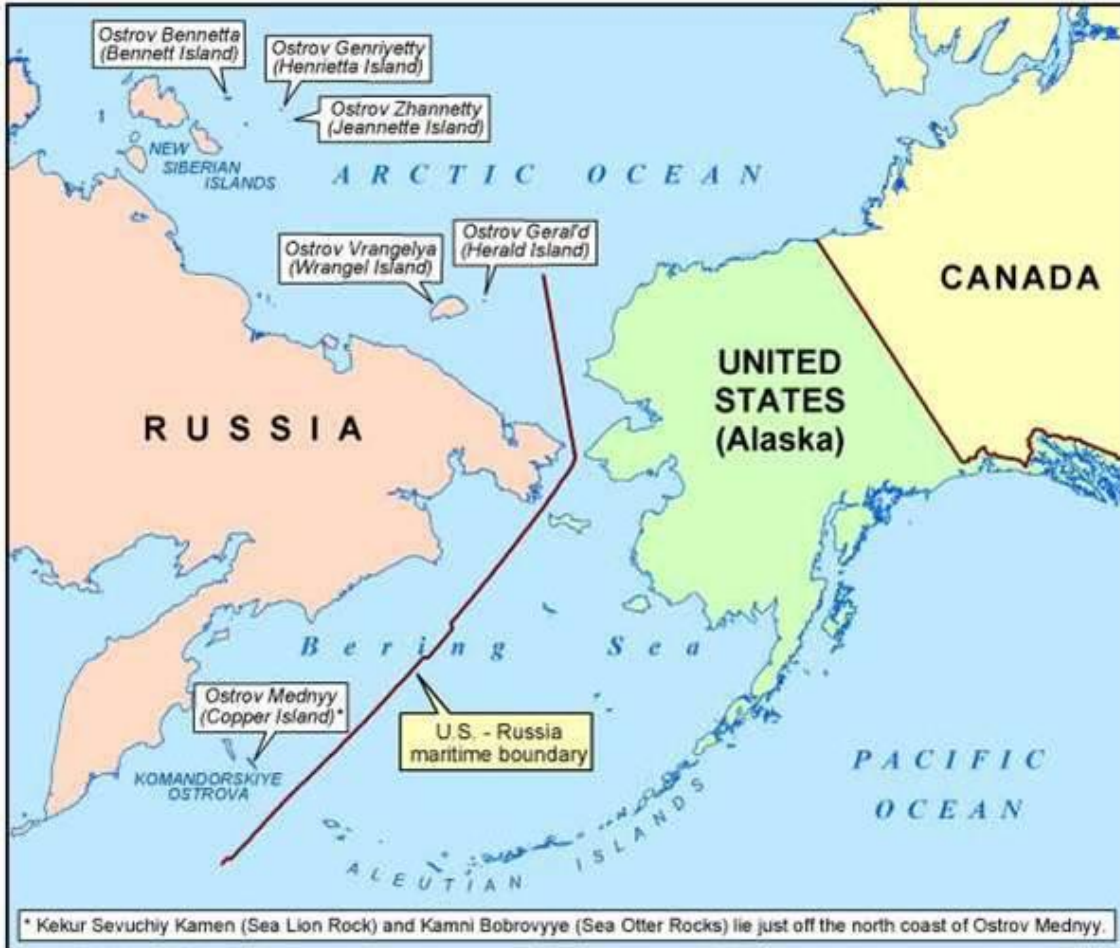 Ostrov Bennetta
(Bennett Island)
Ostrov Genriyetty
(Henrietta Island)
Ostrov Zhannetty
(Jeannette Island)
NEW
SIBERIAN
ISLANDS
ARCTIC OCEAN
Ostrov Vrangelya
(Wrangel Island)
Ostrov Geral'd
(Herald Island)
CANADA
UNITED
STATES
(Alaska)
RUSSIA
Bering Sea
Ostrov Mednyy
(Copper Island)*
U.S. - Russia
maritime boundary
KOMANDORSKIYE
OSTROVA
PACIFIC
OCEAN
ALEUTIAN ISLANDS
* Kekur Sevuchiy Kamen (Sea Lion Rock) and Kamni Bobrovyye (Sea Otter Rocks) lie just off the north coast of Ostrov Mednyy.